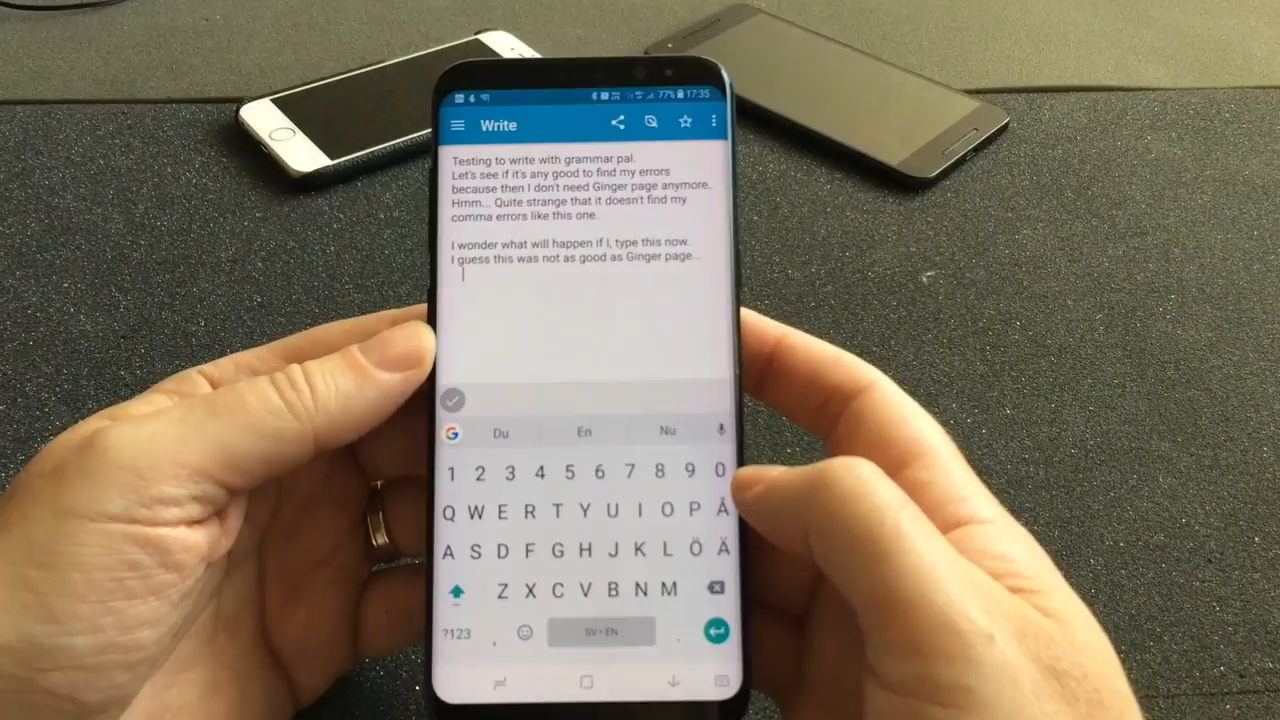 77% 17:35
Write
Testing to write with grammar pal.
Let's see if it's any good to find my errors
because then I don't need Ginger page anymore.
Hmm... Quite strange that it doesn't find my
comma errors like this one.
I wonder what will happen if I, type this now.
I guess this was not as good as Ginger page...
G Du En Nu
1 2 3 4 5 6 7 8 9 0
Q W E R T Y U I O P Å
A S D F G H J K L Ö Ä
Z X C V B N M
?123 , SV • EN .